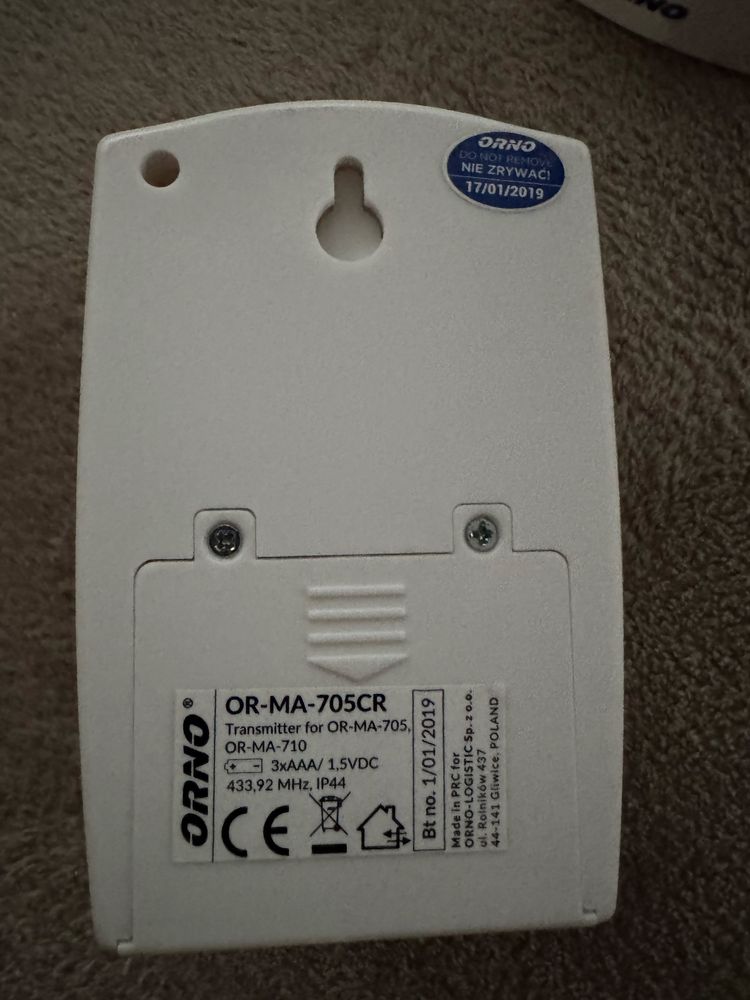 ORNO
ORNO
DO NOT REMOVE
NIE ZRYWAĆ!
17/01/2019
ORNO®
OR-MA-705CR
Transmitter for OR-MA-705,
OR-MA-710
+ − 3xAAA/ 1,5VDC
433,92 MHz, IP44
CE
Bt no. 1/01/2019
Made in PRC for
ORNO-LOGISTIC Sp. z o.o.
ul. Rolników 437
44-141 Gliwice, POLAND